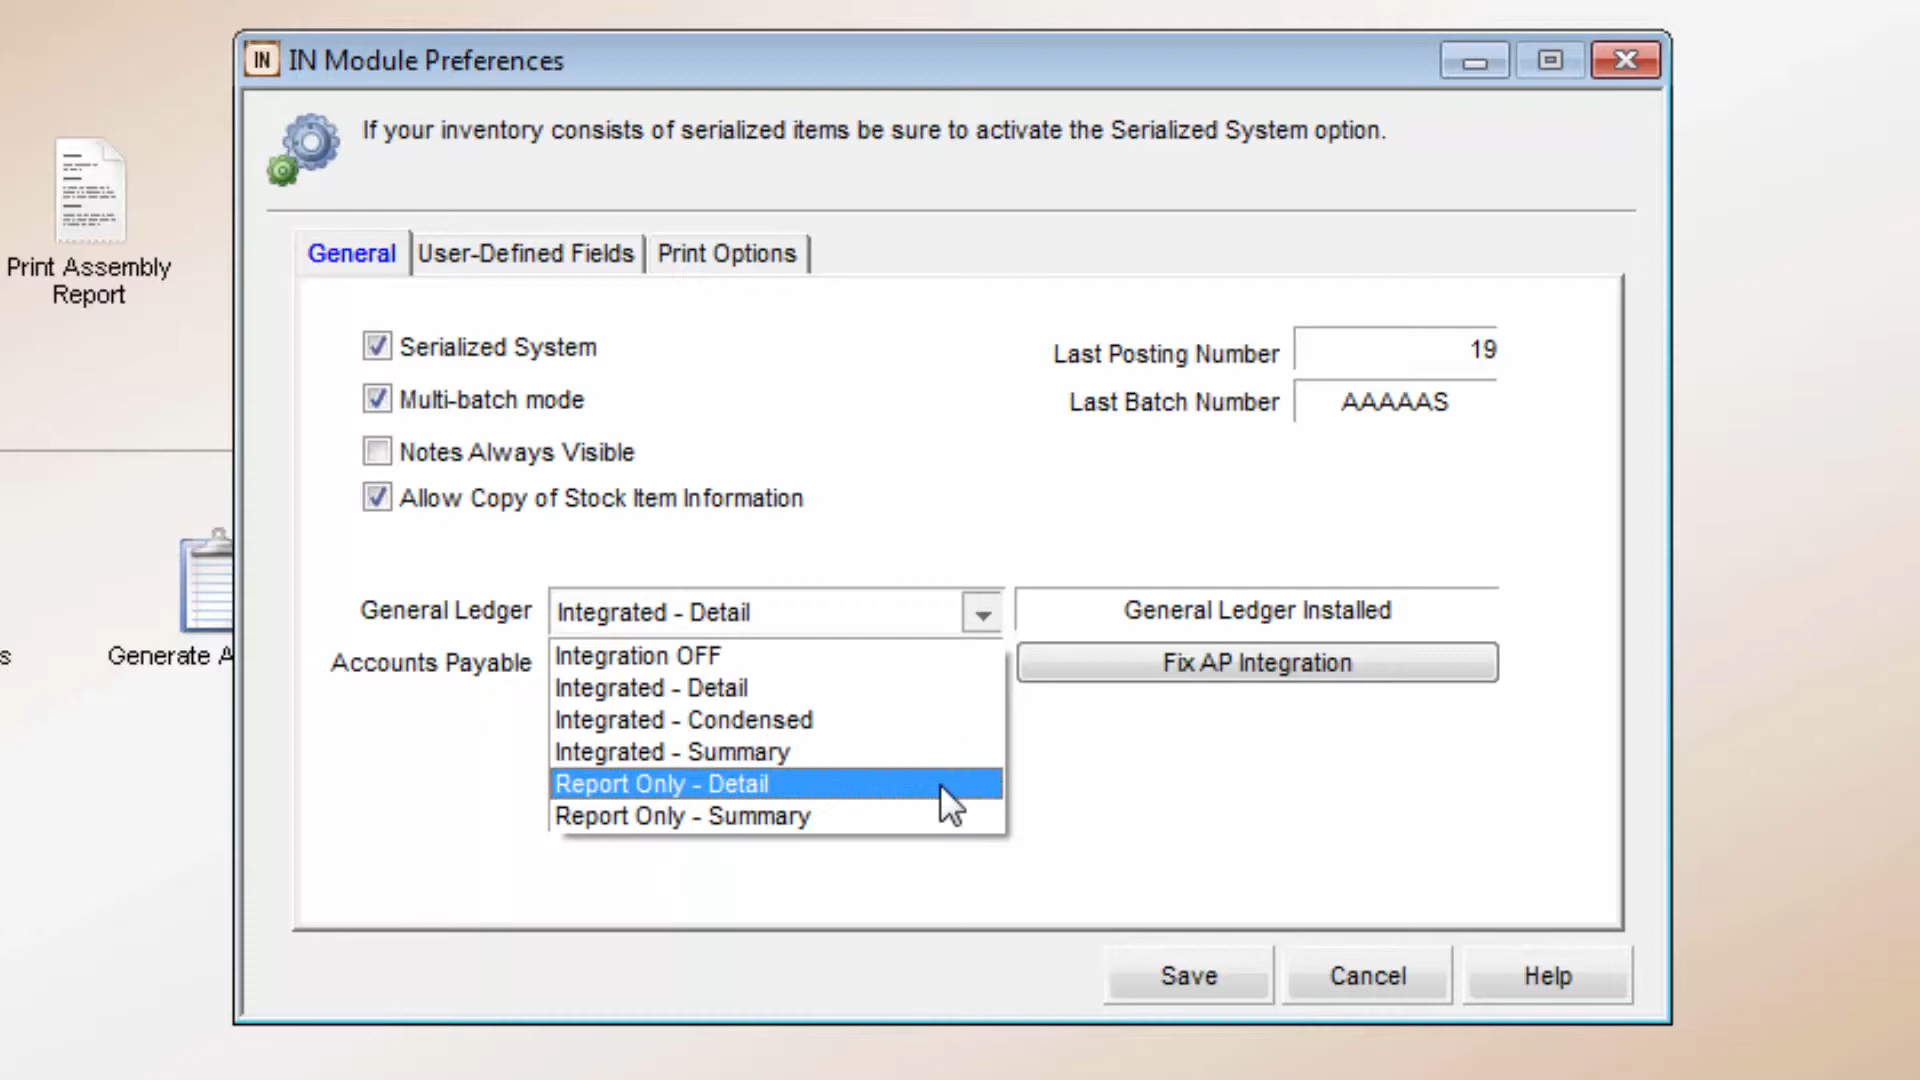 IN IN Module Preferences
If your inventory consists of serialized items be sure to activate the Serialized System option.
Print Assembly
Report
General User-Defined Fields Print Options
Serialized System
Last Posting Number 19
Multi-batch mode
Last Batch Number AAAAAS
Notes Always Visible
Allow Copy of Stock Item Information
General Ledger Integrated - Detail General Ledger Installed
s
Generate A
Accounts Payable
Fix AP Integration
Integration OFF
Integrated - Detail
Integrated - Condensed
Integrated - Summary
Report Only - Detail
Report Only - Summary
Save Cancel Help